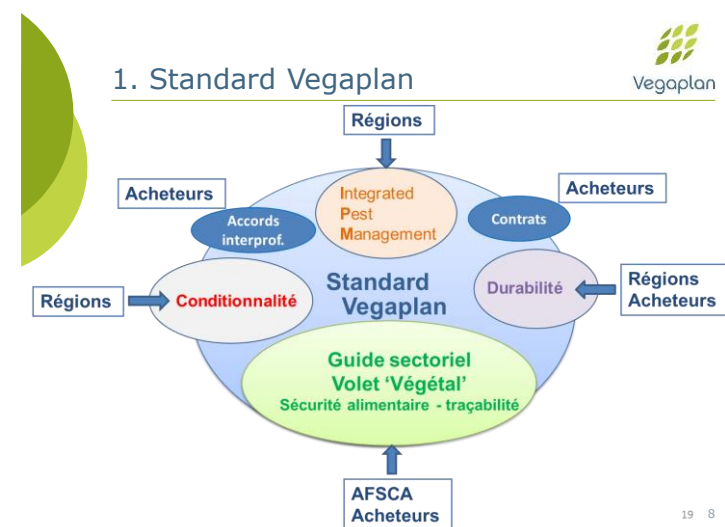 1. Standard Vegaplan
Vegaplan
Régions
Acheteurs
Integrated
Pest
Management
Acheteurs
Accords
interprof.
Contrats
Régions
Conditionnalité
Standard
Vegaplan
Durabilité
Régions
Acheteurs
Guide sectoriel
Volet ‘Végétal’
Sécurité alimentaire - traçabilité
AFSCA
Acheteurs
19 8